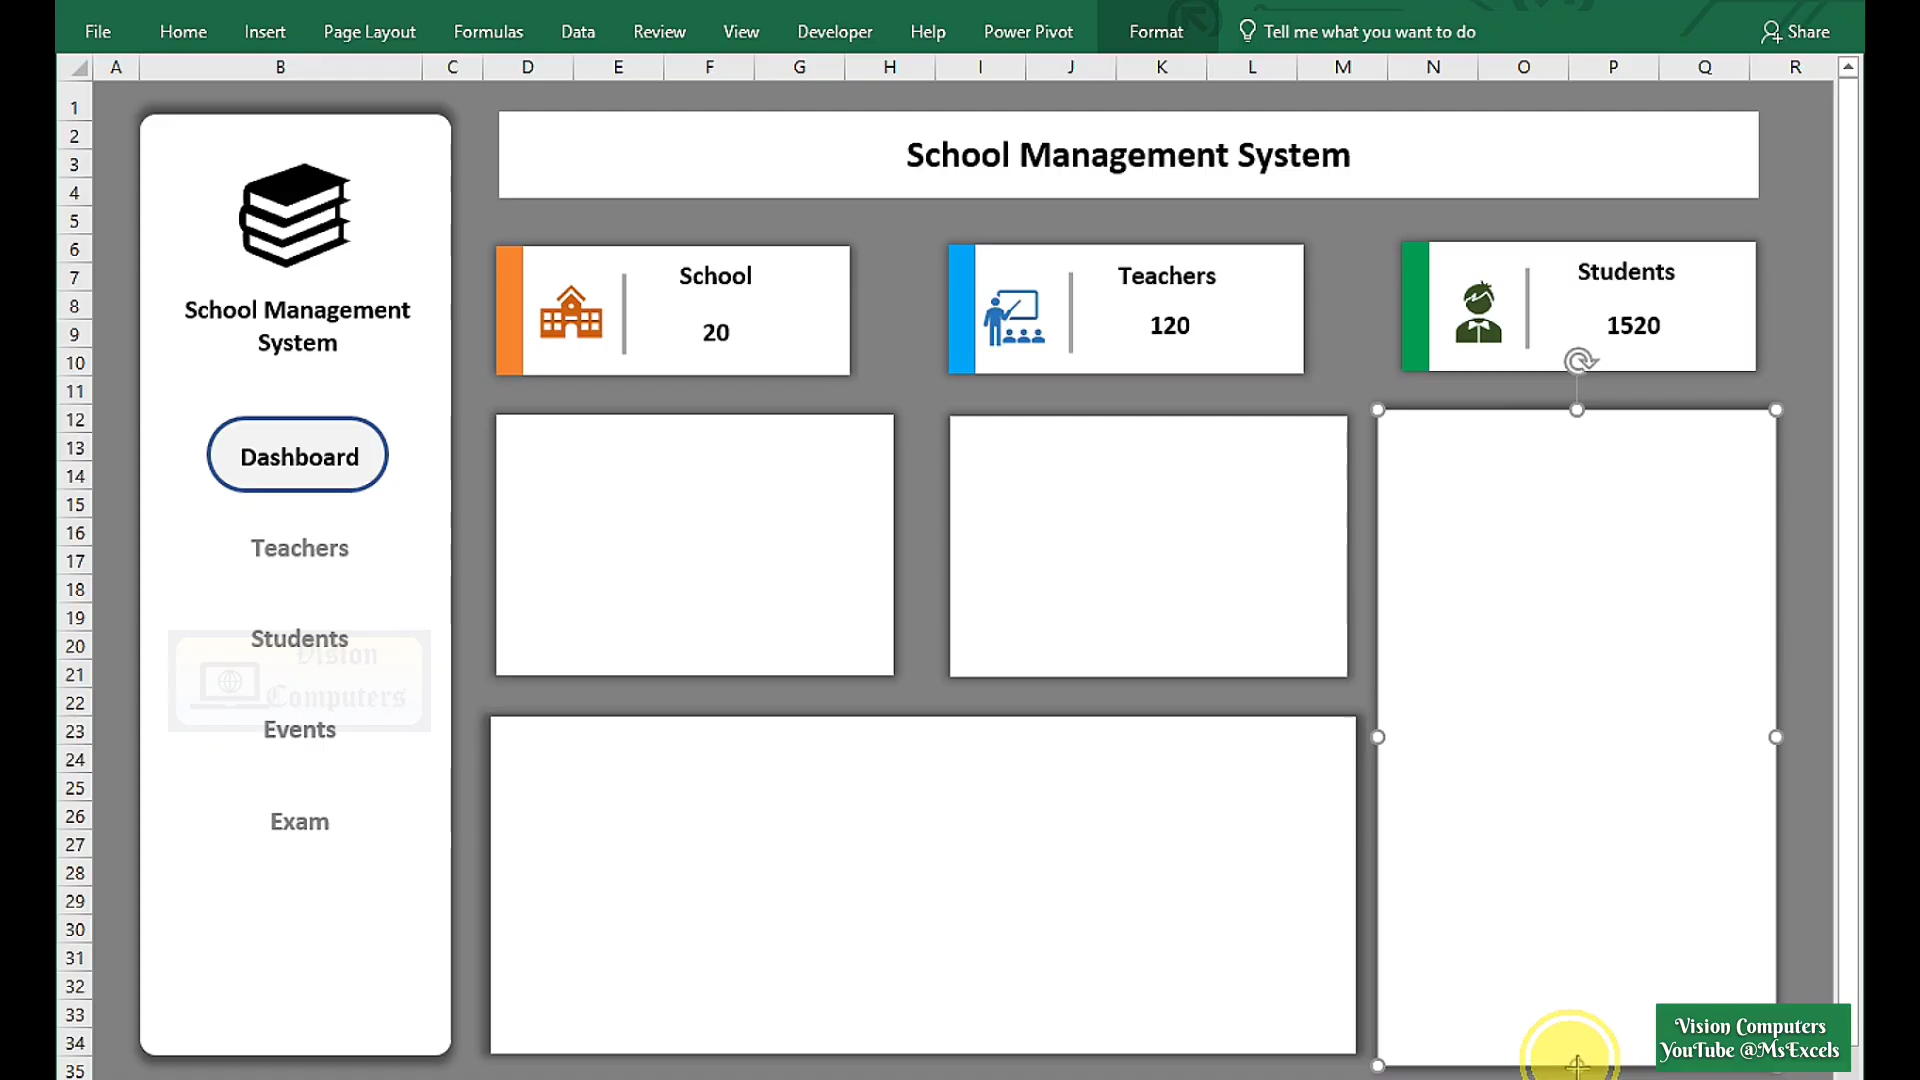 File Home Insert Page Layout Formulas Data Review View Developer Help Power Pivot Format Tell me what you want to do Share
A B C D E F G H I J K L M N O P Q R
1
2
3
4
5
6
7
8
9
10
11
12
13
14
15
16
17
18
19
20
21
22
23
24
25
26
27
28
29
30
31
32
33
34
35
School Management
System
Dashboard
Teachers
Students
Vision
Computers
Events
Exam
School Management System
School
20
Teachers
120
Students
1520
Vision Computers
YouTube @MsExcels